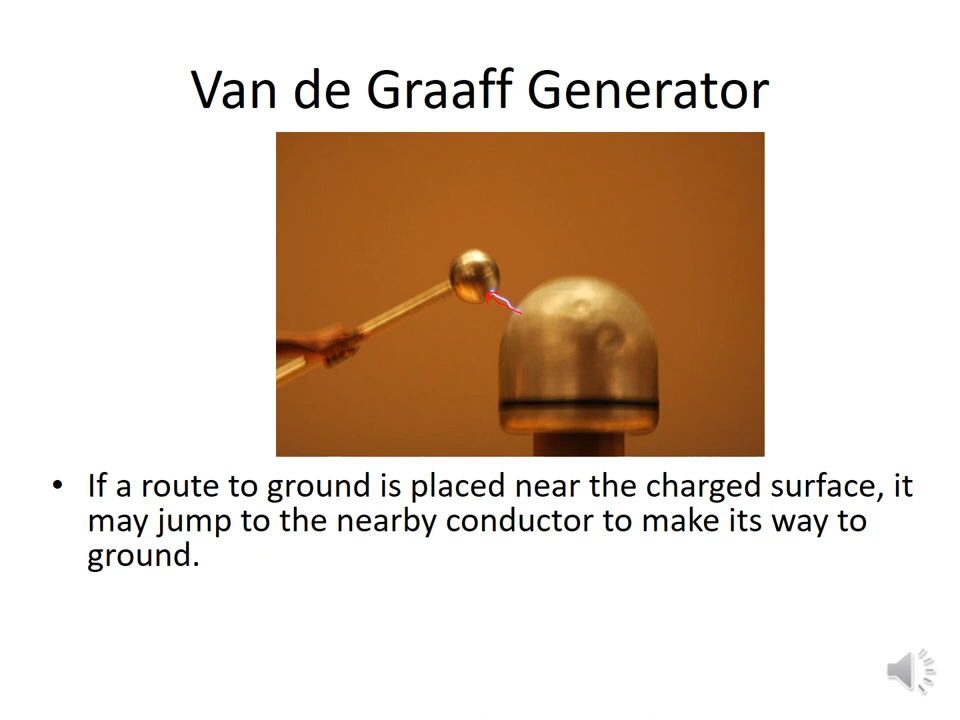 Van de Graaff Generator
• If a route to ground is placed near the charged surface, it
may jump to the nearby conductor to make its way to
ground.